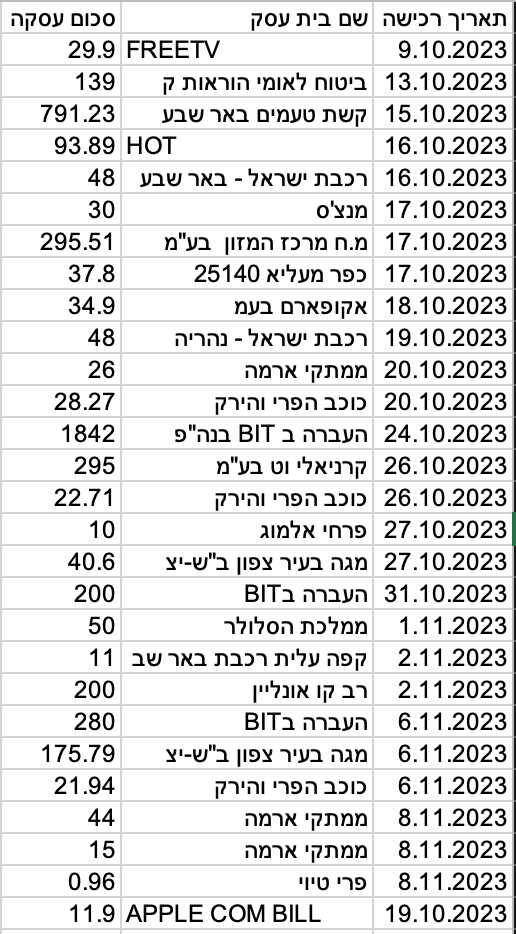 תאריך רכישה שם בית עסק סכום עסקה
9.10.2023 FREETV 29.9
13.10.2023 ביטוח לאומי הוראות ק 139
15.10.2023 קשת טעמים באר שבע 791.23
16.10.2023 HOT 93.89
16.10.2023 רכבת ישראל - באר שבע 48
17.10.2023 מנצ'ס 30
17.10.2023 מ.ח מרכז המזון בע"מ 295.51
17.10.2023 כפר מעליא 25140 37.8
18.10.2023 אקופארם בעמ 34.9
19.10.2023 רכבת ישראל - נהריה 48
20.10.2023 ממתקי ארמה 26
20.10.2023 כוכב הפרי והירק 28.27
24.10.2023 העברה ב BIT בנה"פ 1842
26.10.2023 קרניאלי וט בע"מ 295
26.10.2023 כוכב הפרי והירק 22.71
27.10.2023 פרחי אלמוג 10
27.10.2023 מגה בעיר צפון ב"ש-יצ 40.6
31.10.2023 העברה בBIT 200
1.11.2023 ממלכת הסלולר 50
2.11.2023 קפה עלית רכבת באר שב 11
2.11.2023 רב קו אונליין 200
6.11.2023 העברה בBIT 280
6.11.2023 מגה בעיר צפון ב"ש-יצ 175.79
6.11.2023 כוכב הפרי והירק 21.94
8.11.2023 ממתקי ארמה 44
8.11.2023 ממתקי ארמה 15
8.11.2023 פרי טיוי 0.96
19.10.2023 APPLE COM BILL 11.9